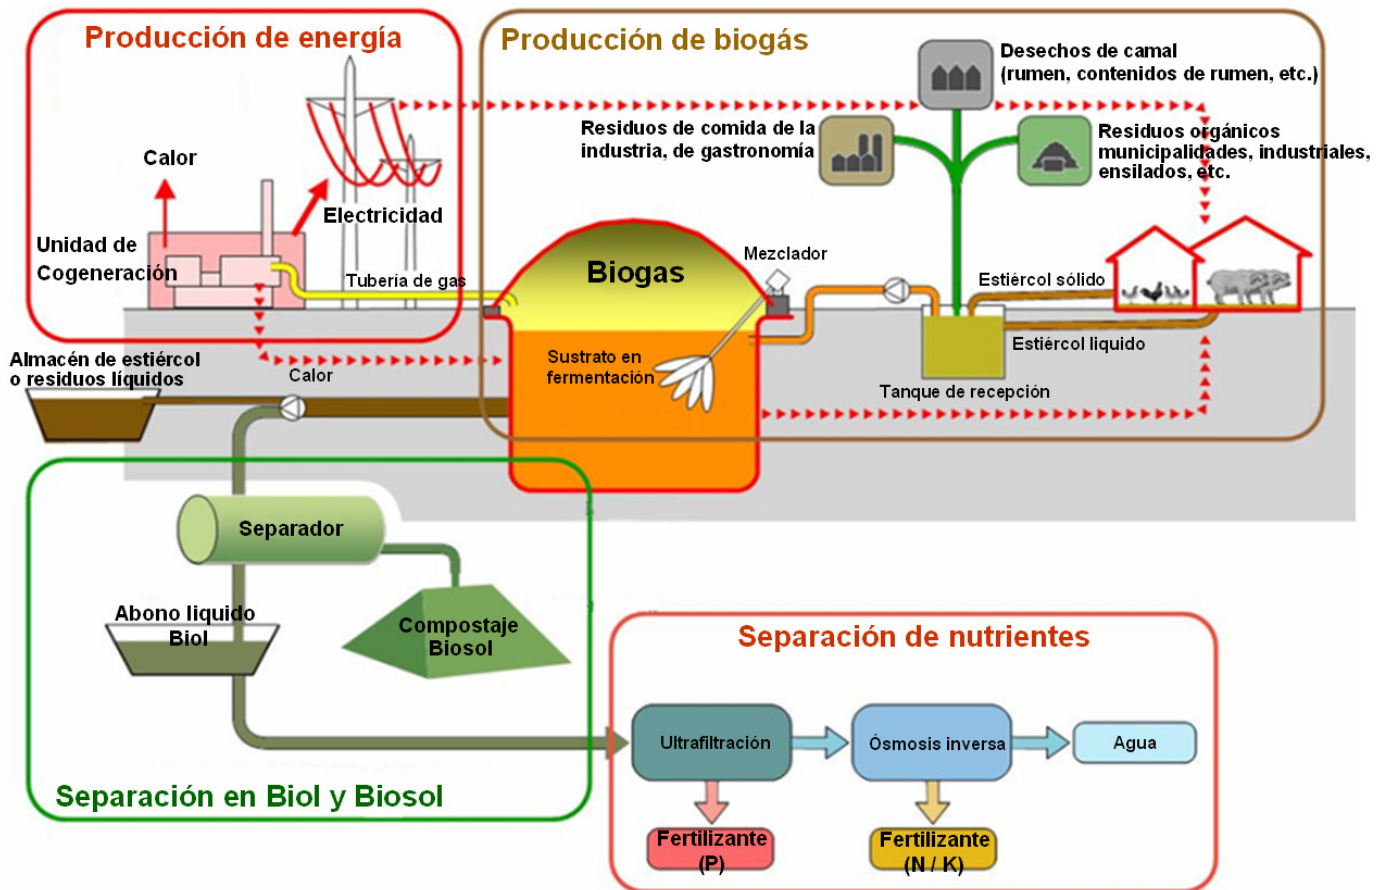 Producción de energía
Calor
Electricidad
Unidad de
Cogeneración
Tubería de gas
Producción de biogás
Desechos de camal
(rumen, contenidos de rumen, etc.)
Residuos de comida de la
industria, de gastronomía
Residuos orgánicos
municipalidades, industriales,
ensilados, etc.
Biogas
Mezclador
Estiércol sólido
Estiércol liquido
Sustrato en
fermentación
Tanque de recepción
Almacén de estiércol
o residuos líquidos
Calor
Separador
Abono liquido
Biol
Compostaje
Biosol
Separación en Biol y Biosol
Separación de nutrientes
Ultrafiltración
Ósmosis inversa
Agua
Fertilizante
(P)
Fertilizante
(N / K)